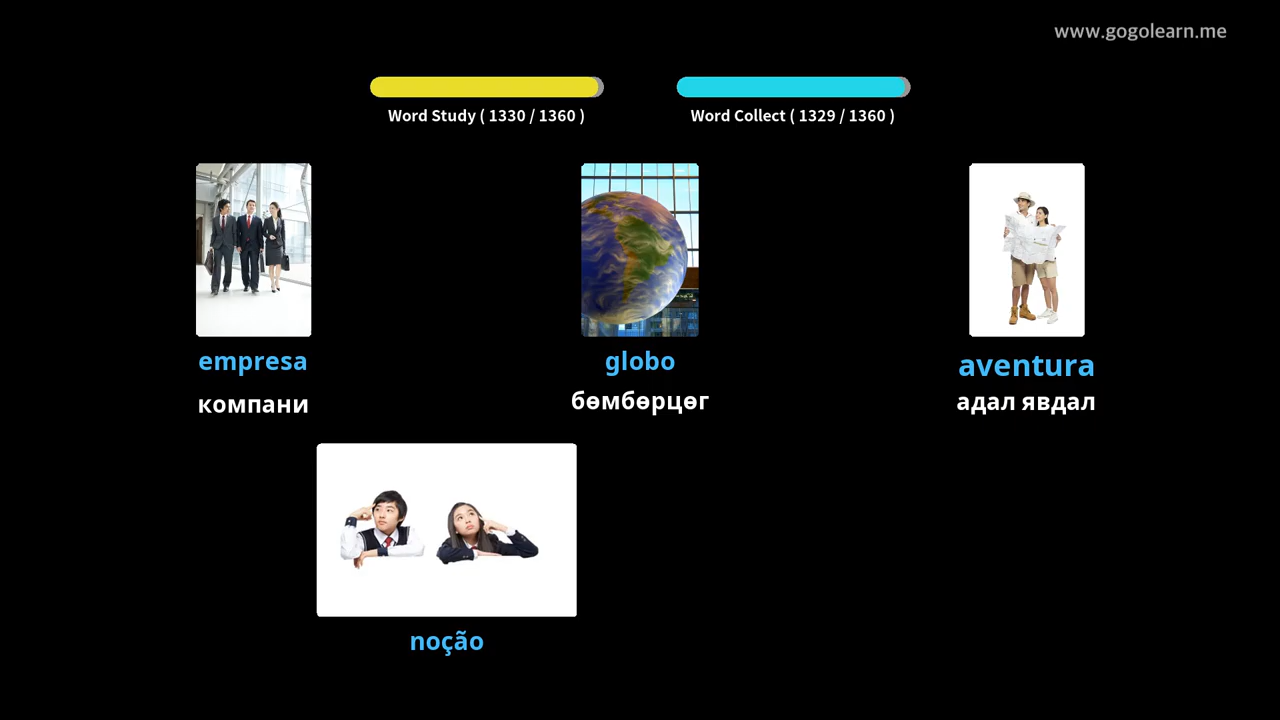 www.gogolearn.me
Word Study ( 1330 / 1360 )
Word Collect ( 1329 / 1360 )
empresa
globo
aventura
компани
бөмбөрцөг
адал явдал
noção